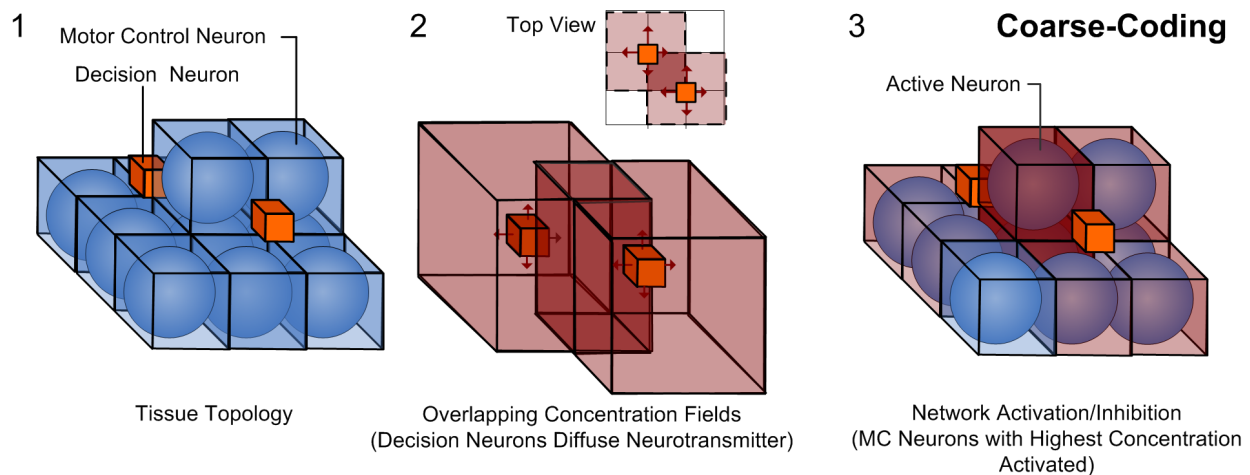 1
Motor Control Neuron
Decision Neuron
Tissue Topology
2
Top View
Overlapping Concentration Fields
(Decision Neurons Diffuse Neurotransmitter)
3
Coarse-Coding
Active Neuron
Network Activation/Inhibition
(MC Neurons with Highest Concentration
Activated)